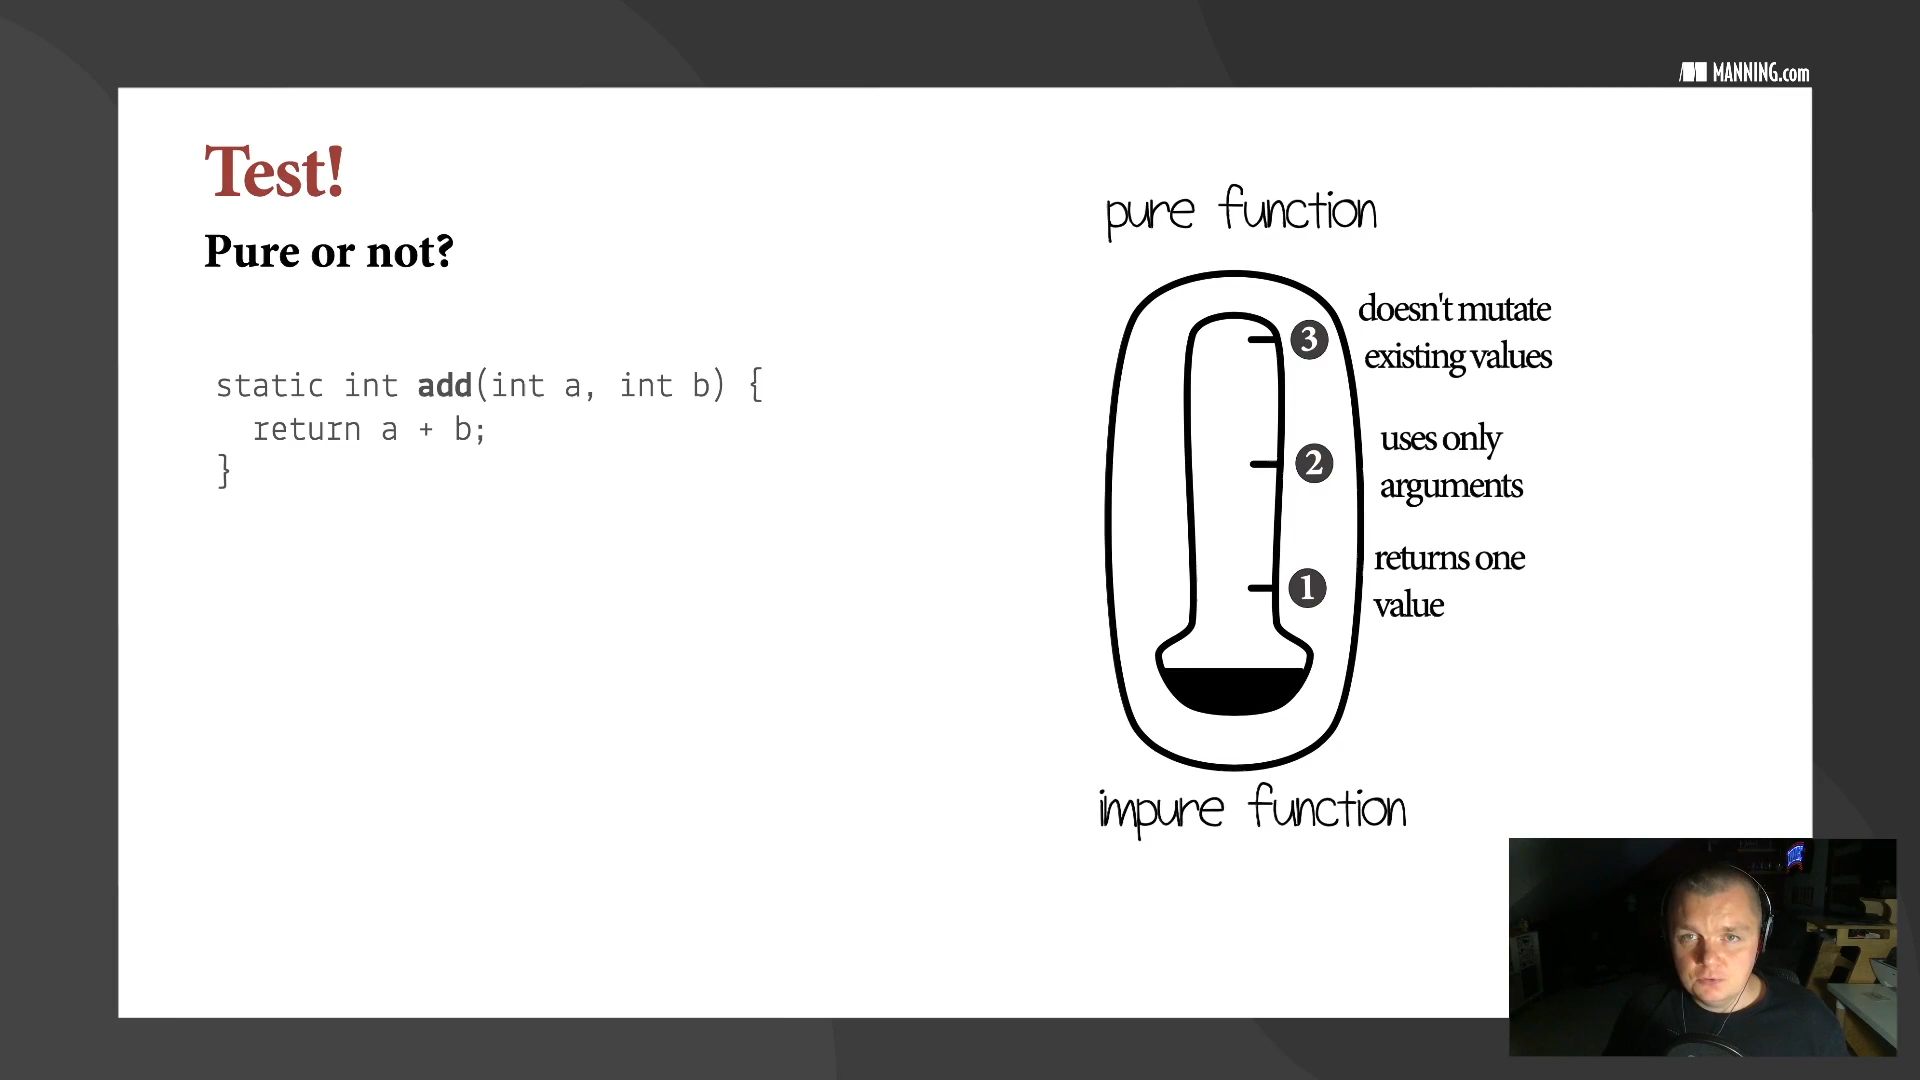 MANNING.com
Test!
Pure or not?
static int add(int a, int b) {
  return a + b;
}
pure function
3
doesn't mutate
existing values
2
uses only
arguments
1
returns one
value
impure function